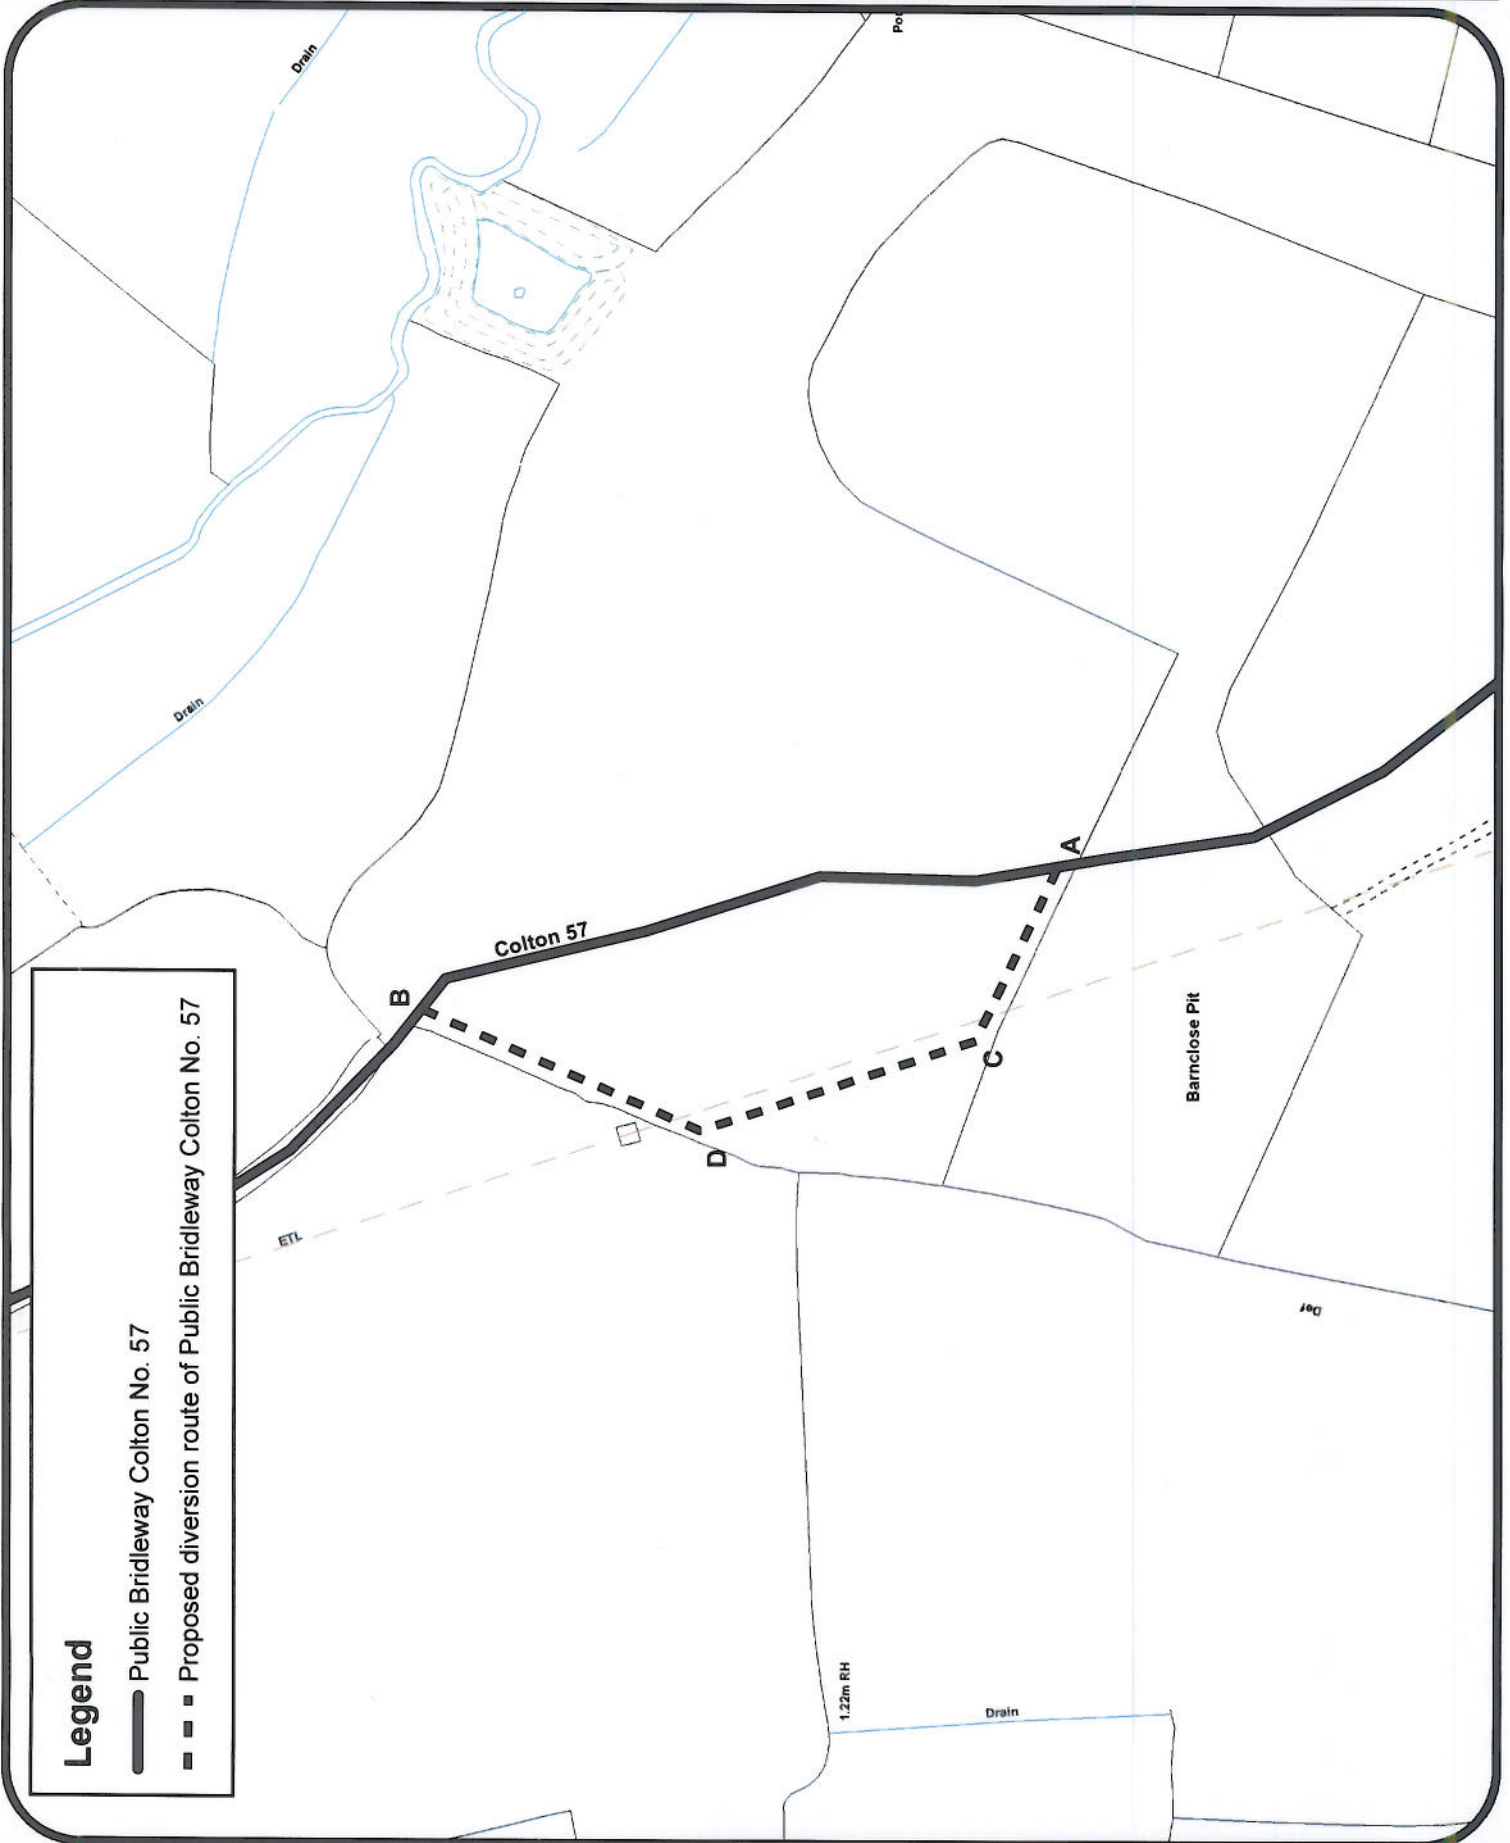 Legend
Public Bridleway Colton No. 57
Proposed diversion route of Public Bridleway Colton No. 57
Drain
Drain
ETL
B
Colton 57
D
C
A
Barnclose Pit
Def
1.22m RH
Drain